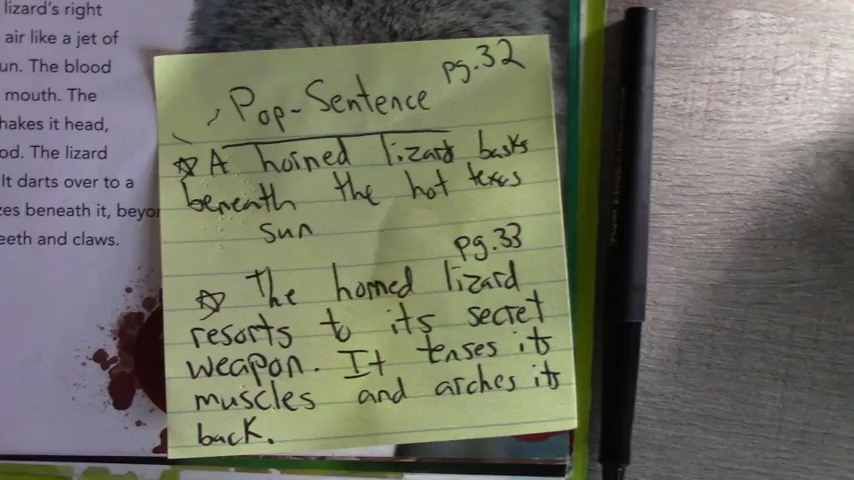 lizard's right
air like a jet of
un. The blood
mouth. The
hakes it head,
od. The lizard
It darts over to a
es beneath it, beyor
eeth and claws.
pg.32
Pop-Sentence
☆ A horned lizard basks
beneath the hot texas
sun
pg.33
☆ The horned lizard
resorts to its secret
weapon. It tenses its
muscles and arches its
back.